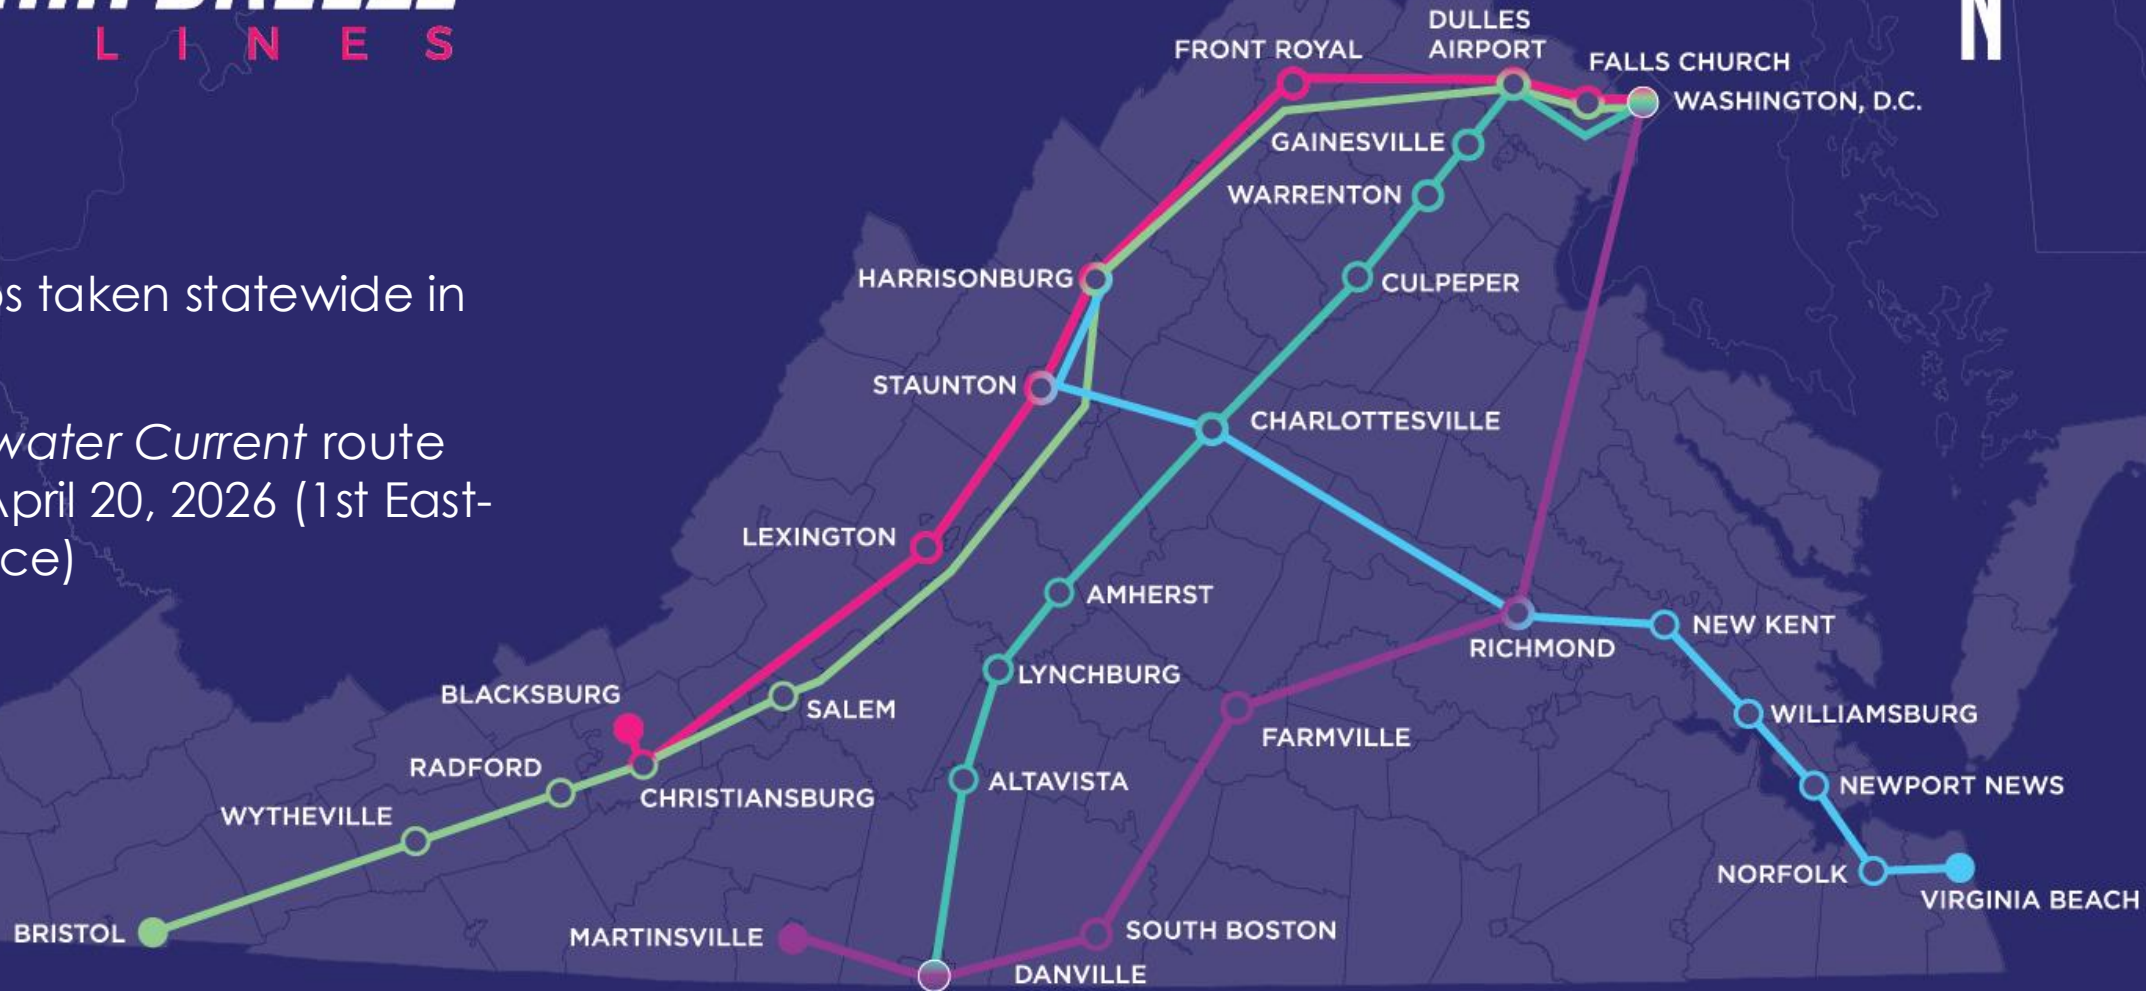 LINES
taken statewide in
Current route
April 20, 2026 (1st East-
DULLES
AIRPORT
FRONT ROYAL
FALLS CHURCH
WASHINGTON, D.C.
GAINESVILLE
WARRENTON
HARRISONBURG
CULPEPER
STAUNTON
CHARLOTTESVILLE
LEXINGTON
AMHERST
NEW KENT
RICHMOND
LYNCHBURG
BLACKSBURG
SALEM
WILLIAMSBURG
FARMVILLE
RADFORD
ALTAVISTA
NEWPORT NEWS
CHRISTIANSBURG
WYTHEVILLE
NORFOLK
VIRGINIA BEACH
BRISTOL
MARTINSVILLE
SOUTH BOSTON
DANVILLE